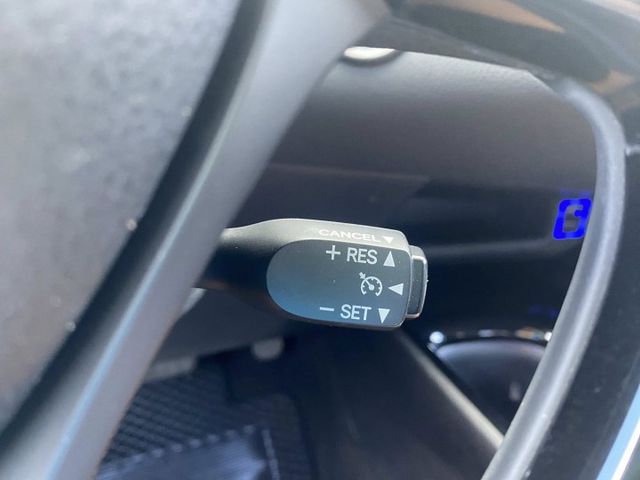 CANCEL ▼
+ RES ▲
◀
− SET ▼